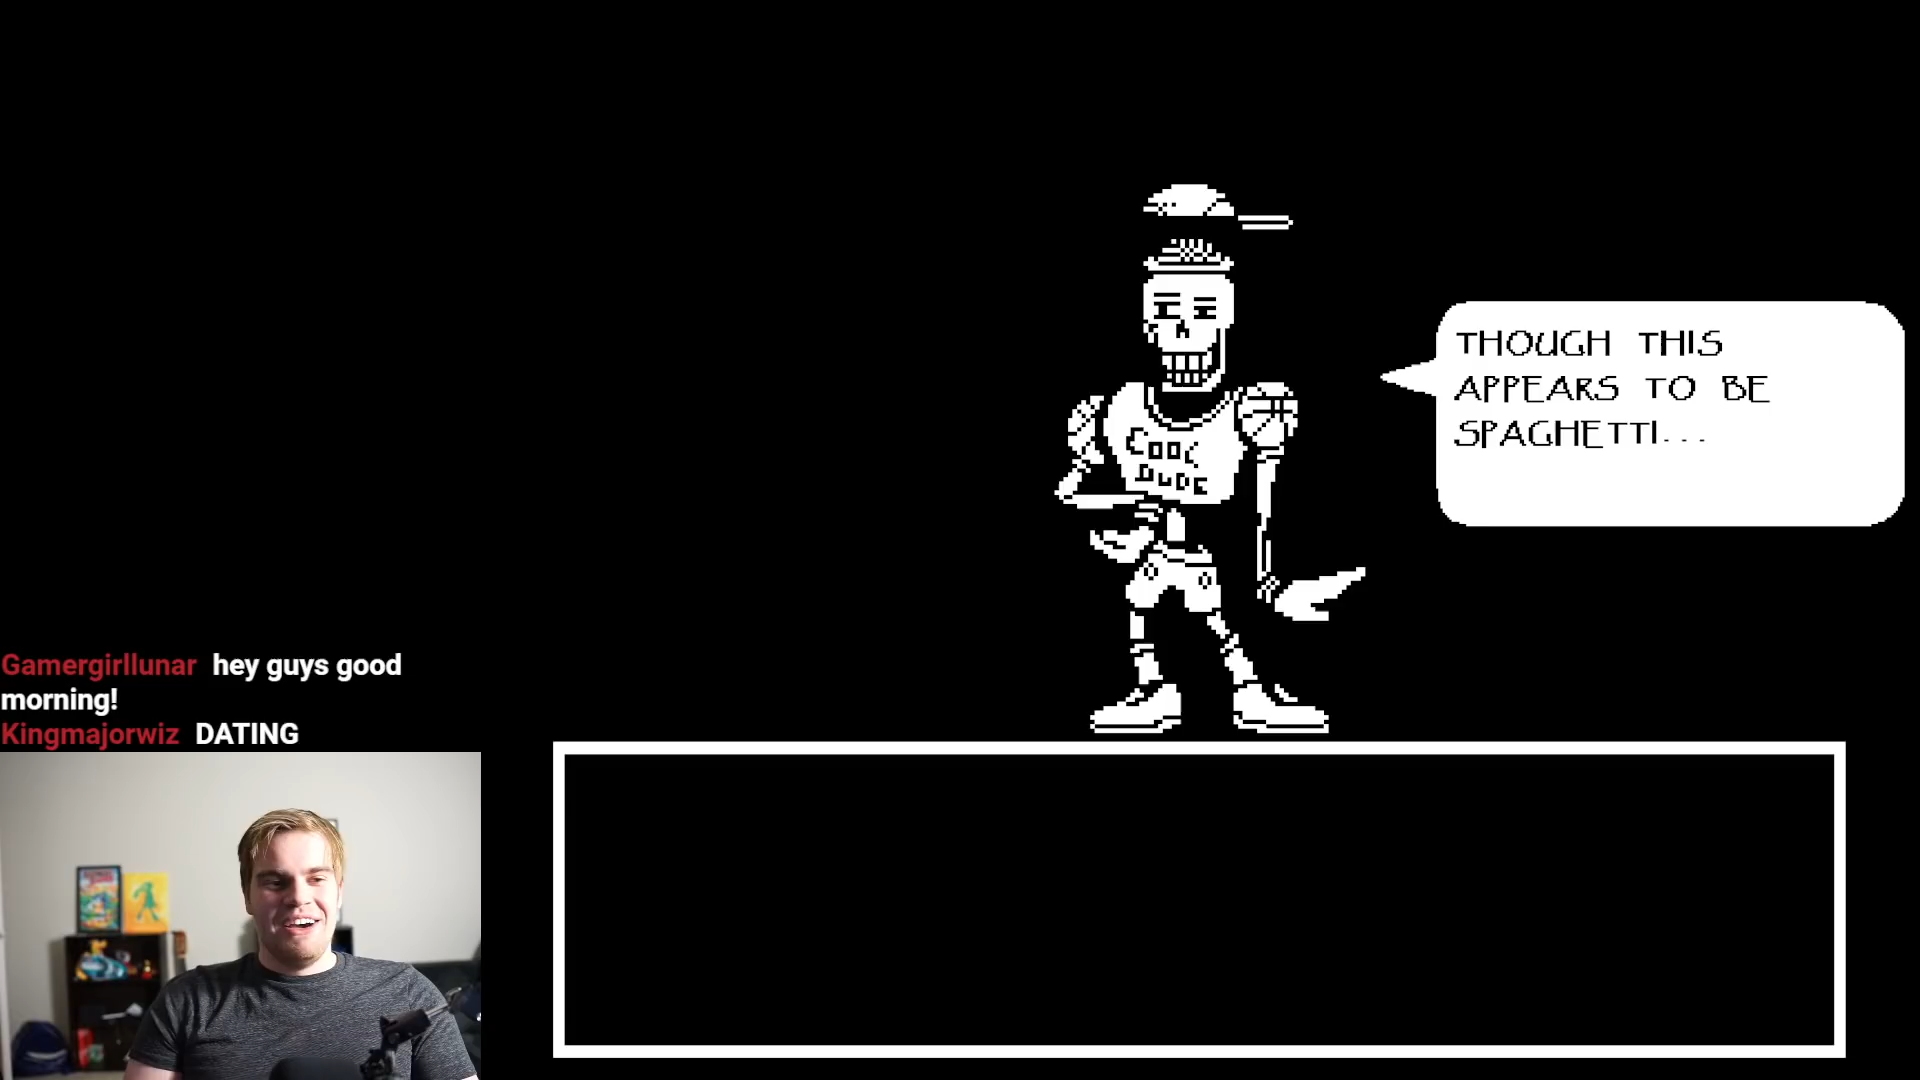 THOUGH THIS
APPEARS TO BE
SPAGHETTI...
COOL
DUDE
Gamergirllunar hey guys good
morning!
Kingmajorwiz DATING